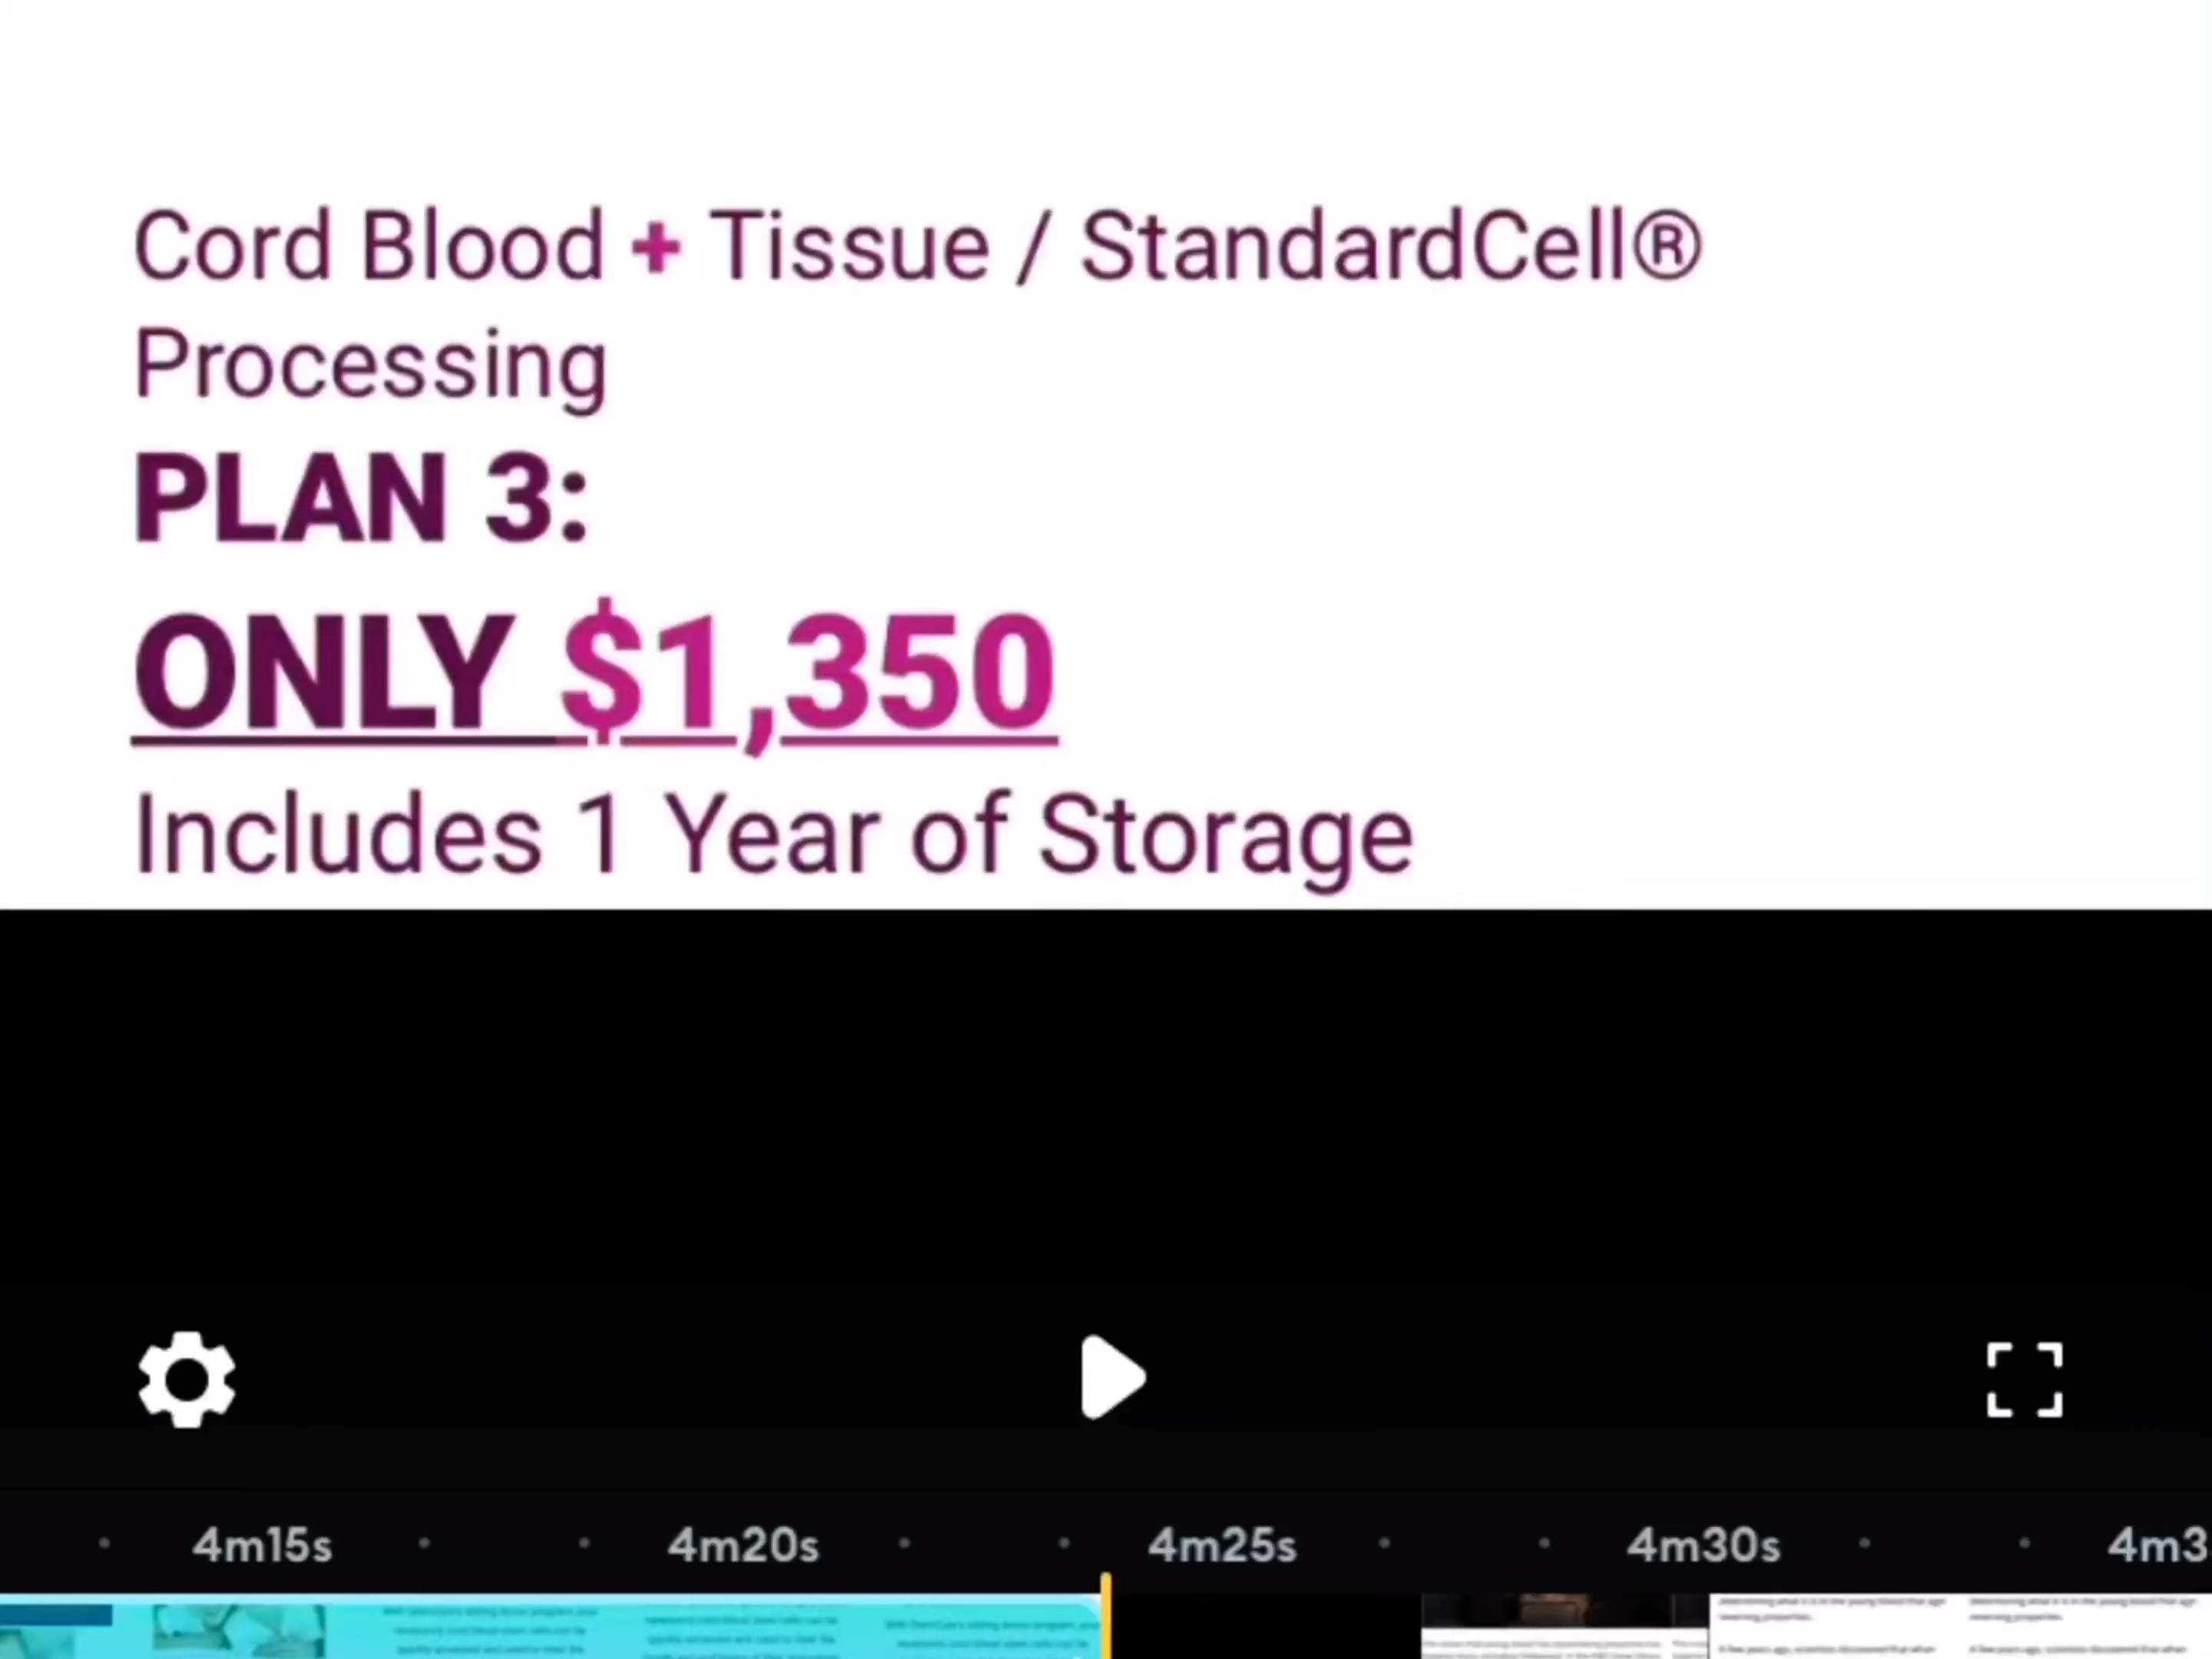 Cord Blood + Tissue / StandardCell®
Processing
PLAN 3:
ONLY $1,350
Includes 1 Year of Storage
4m15s
4m20s
4m25s
4m30s
4m3